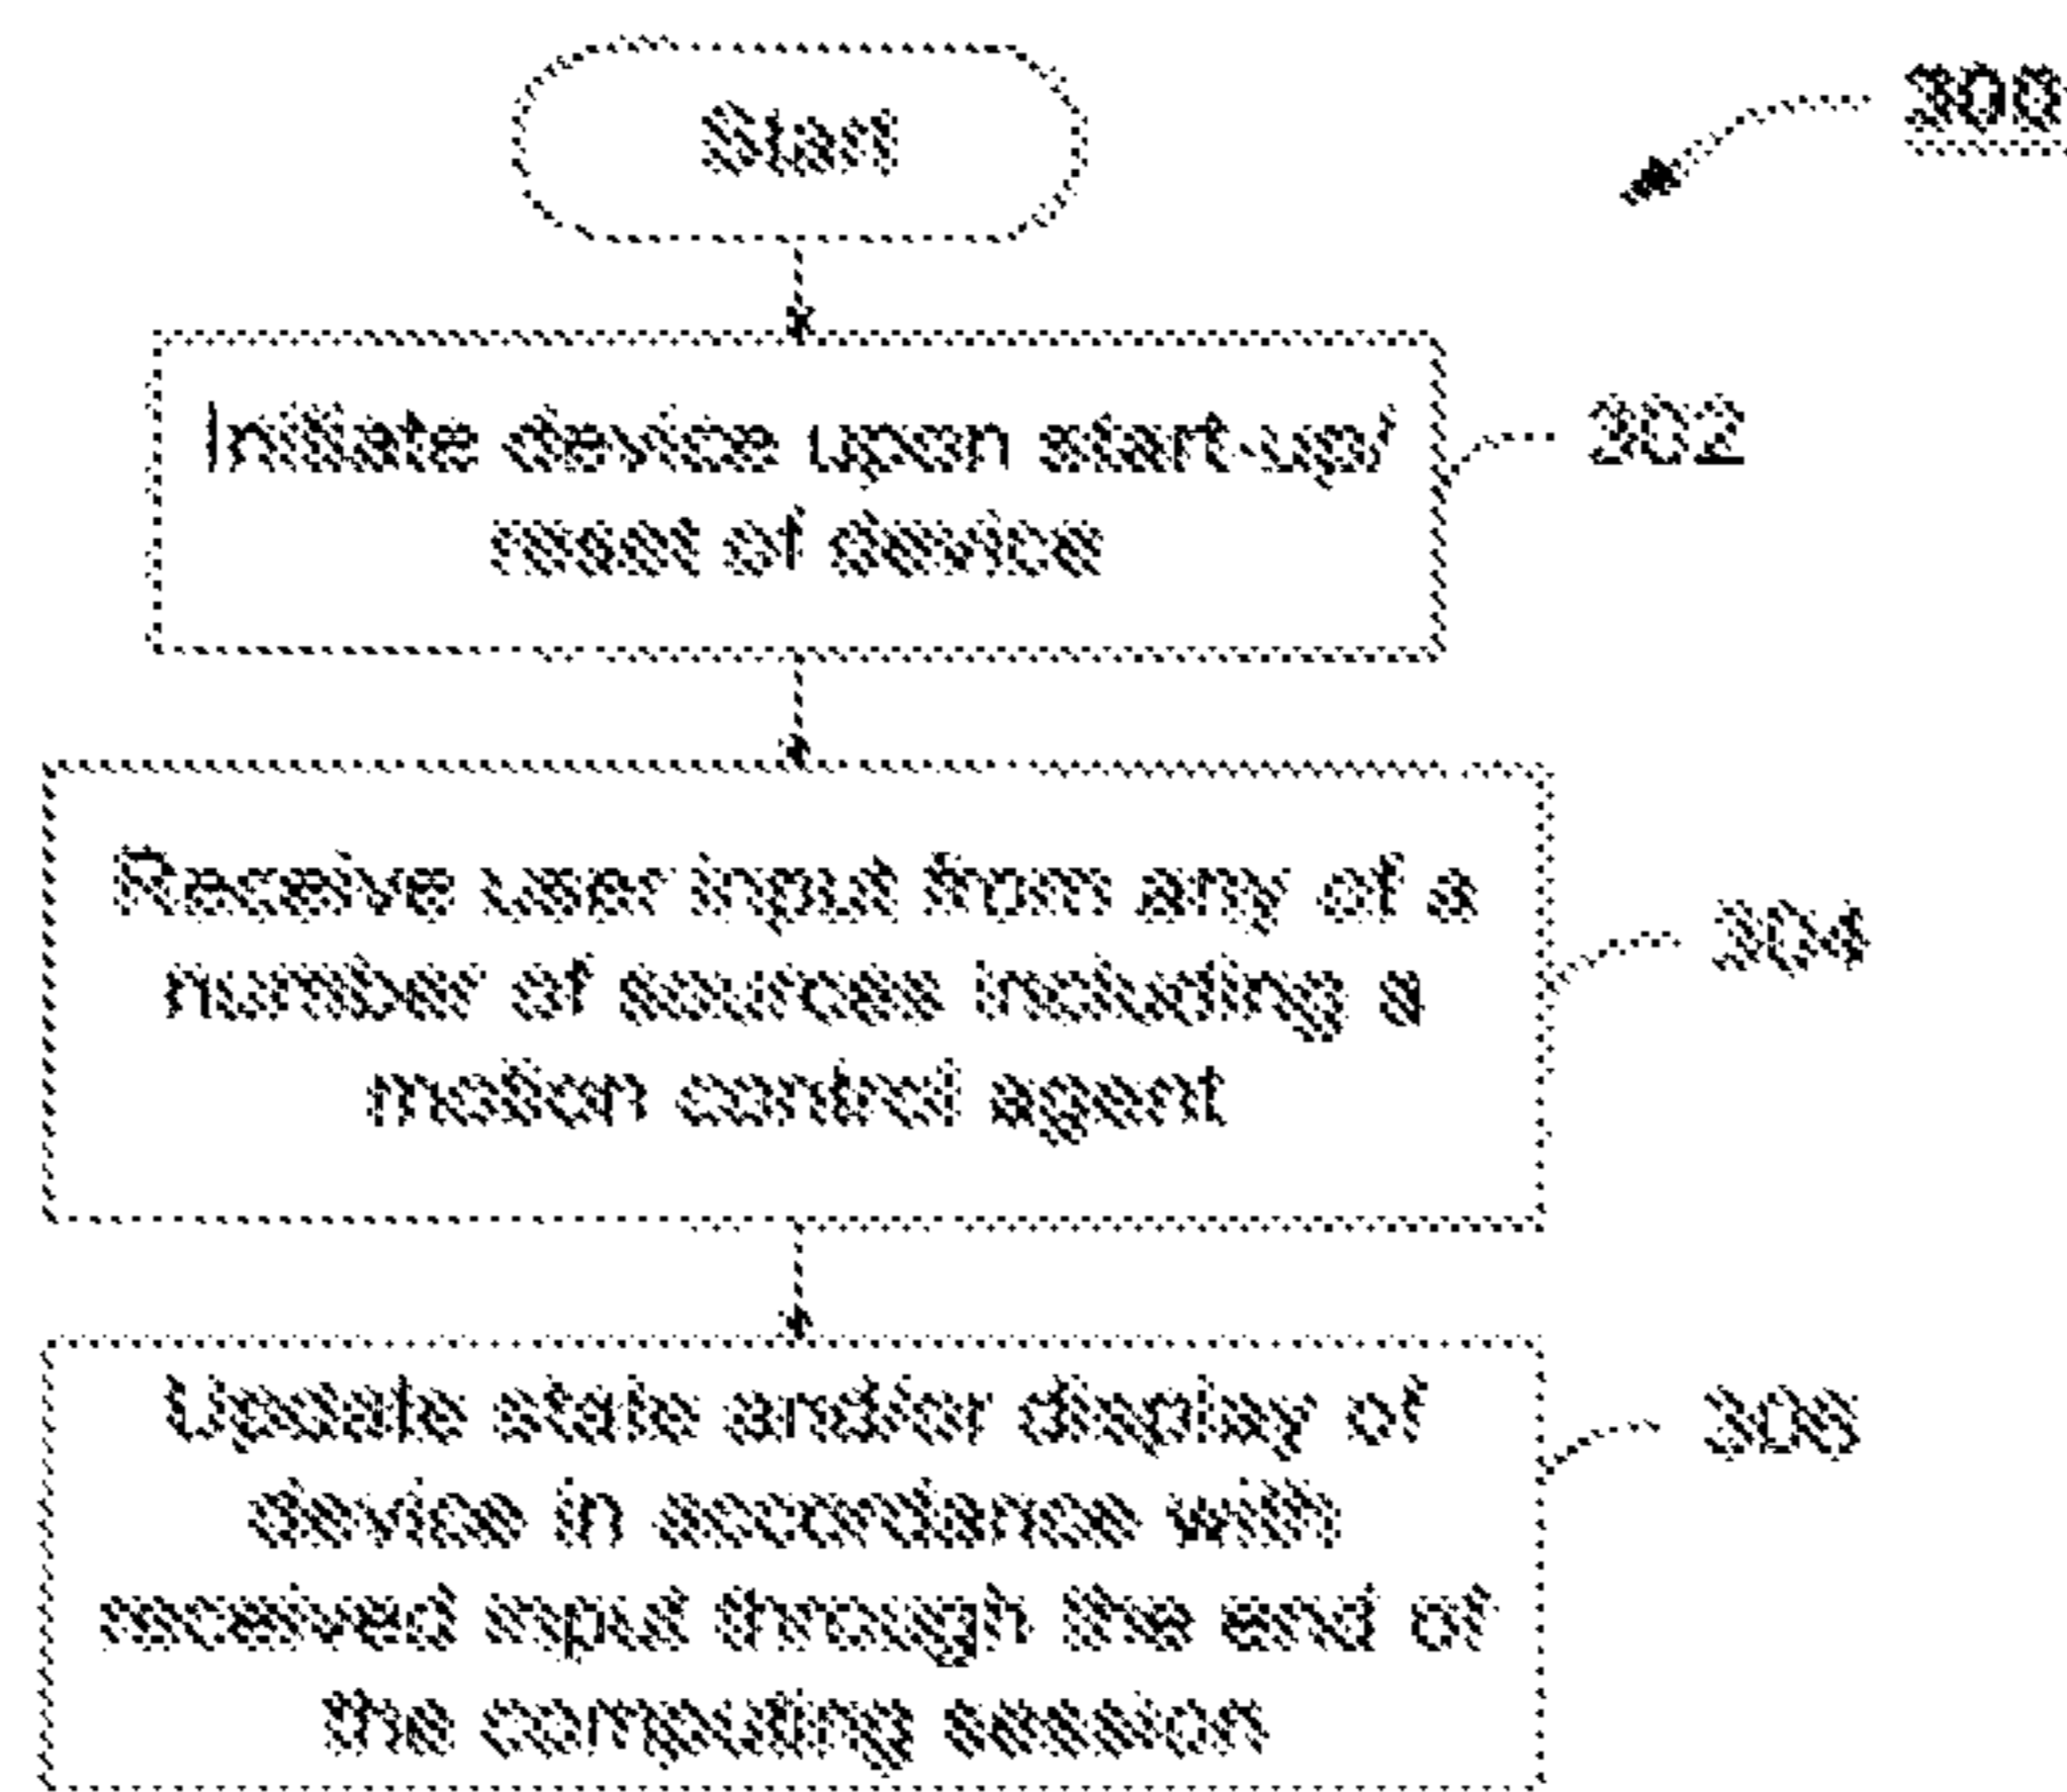 Start
300
Initiate device upon start-up/
reset of device
302
Receive user input from any of a
number of sources including a
motion control agent
304
Update state and/or display of
device in accordance with
received input through the end of
the computing session